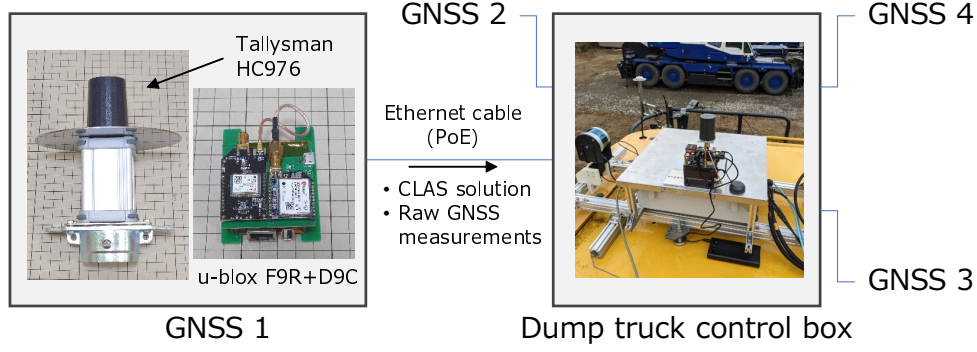 GNSS 2
GNSS 4
Tallysman
HC976
Ethernet cable
(PoE)
• CLAS solution
• Raw GNSS
measurements
u-blox F9R+D9C
GNSS 3
GNSS 1
Dump truck control box